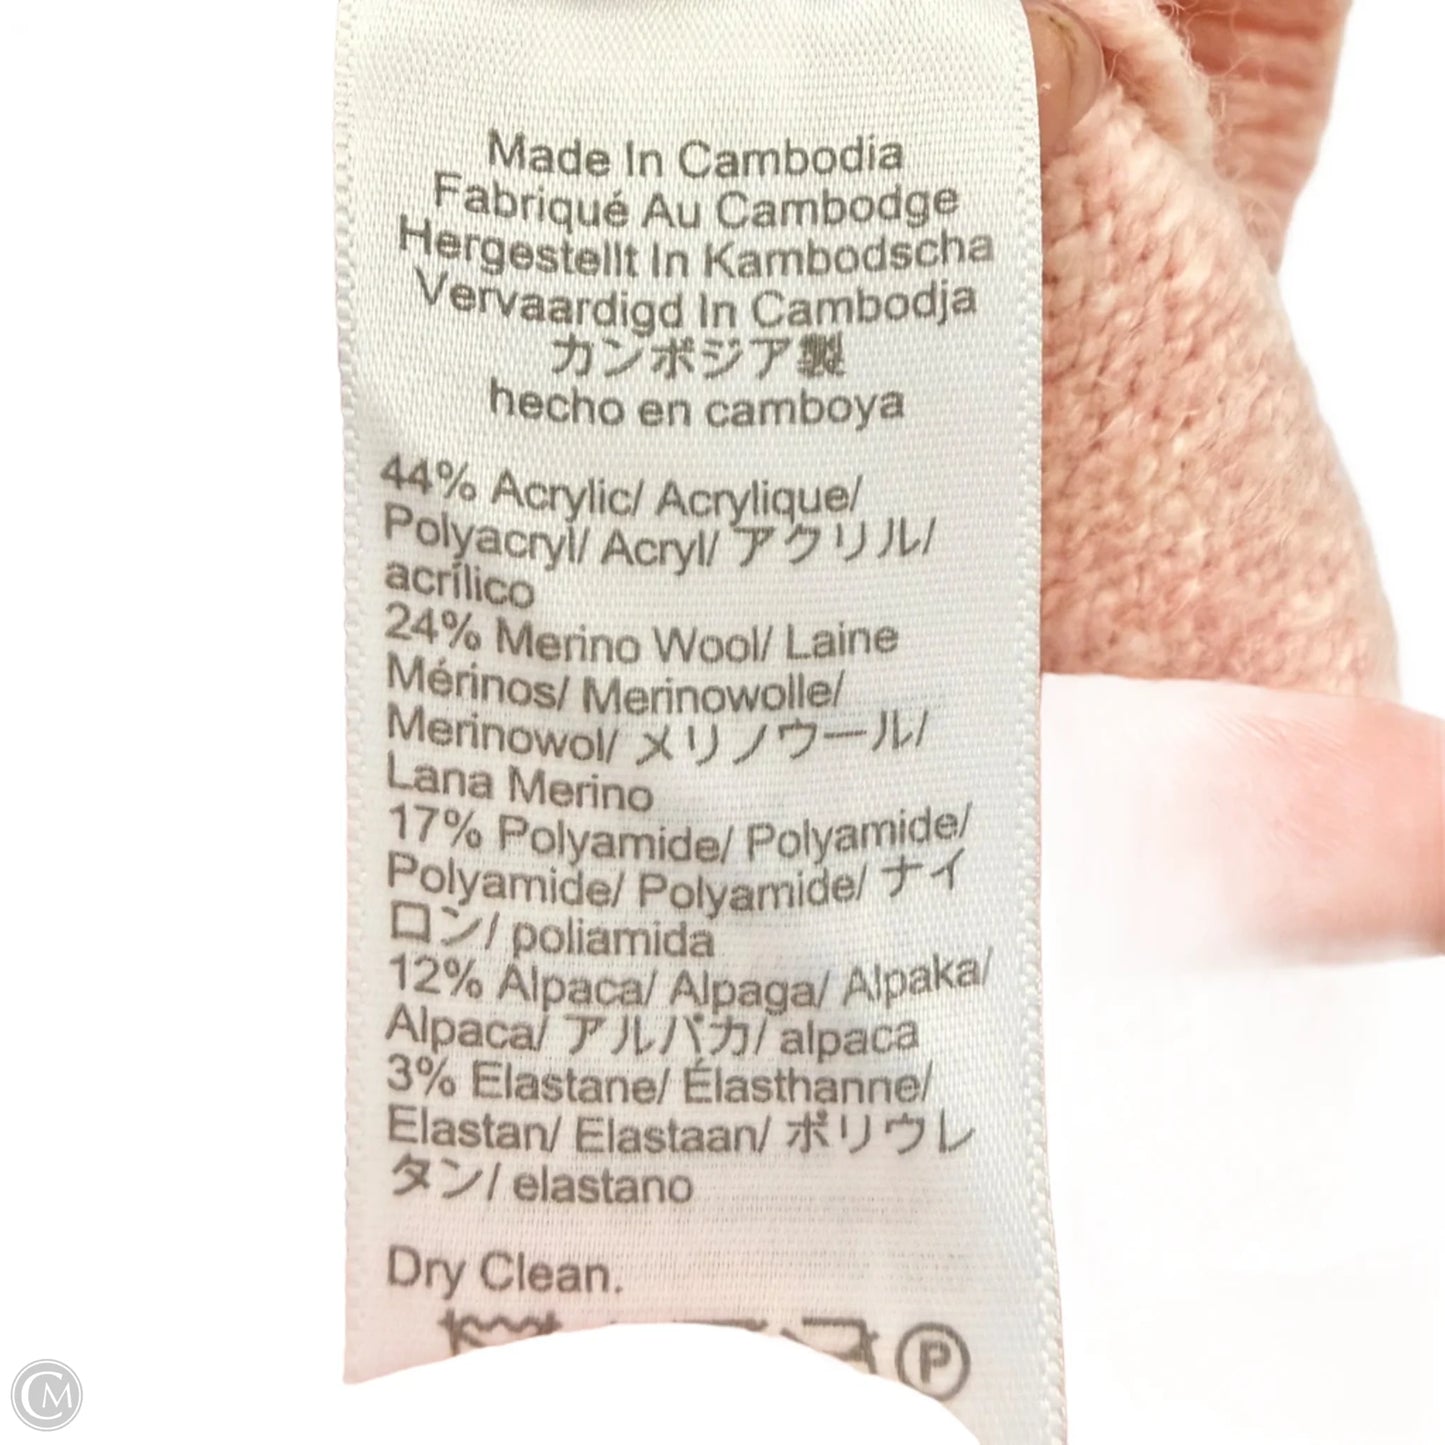 Made In Cambodia
Fabriqué Au Cambodge
Hergestellt In Kambodscha
Vervaardigd In Cambodja
カンボジア製
hecho en camboya
44% Acrylic/ Acrylique/
Polyacryl/ Acryl/ アクリル/
acrílico
24% Merino Wool/ Laine
Mérinos/ Merinowolle/
Merinowol/ メリノウール/
Lana Merino
17% Polyamide/ Polyamide/
Polyamide/ Polyamide/ ナイ
ロン/ poliamida
12% Alpaca/ Alpaga/ Alpaka/
Alpaca/ アルパカ/ alpaca
3% Elastane/ Élasthanne/
Elastan/ Elastaan/ ポリウレ
タン/ elastano
Dry Clean.
P
CM